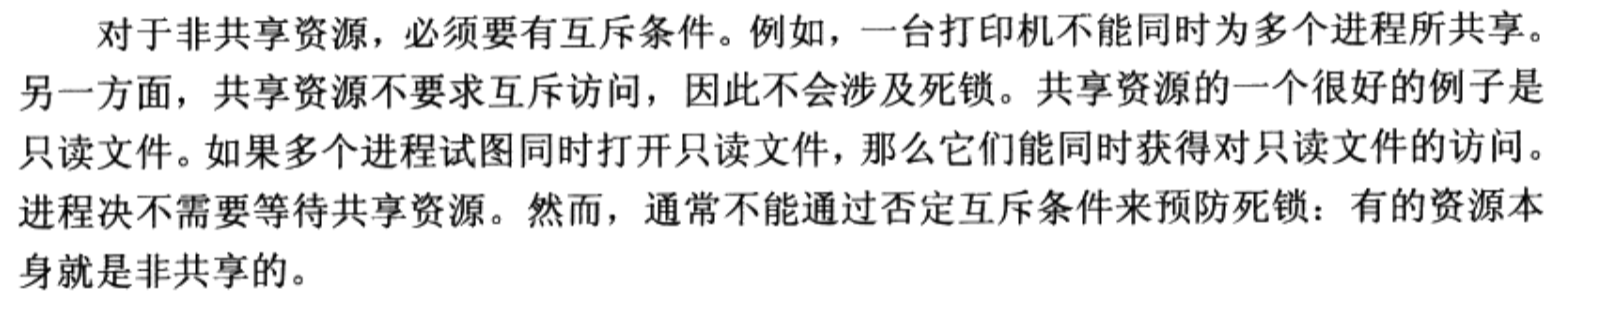 对于非共享资源，必须要有互斥条件。例如，一台打印机不能同时为多个进程所共享。
另一方面，共享资源不要求互斥访问，因此不会涉及死锁。共享资源的一个很好的例子是
只读文件。如果多个进程试图同时打开只读文件，那么它们能同时获得对只读文件的访问。
进程决不需要等待共享资源。然而，通常不能通过否定互斥条件来预防死锁：有的资源本
身就是非共享的。